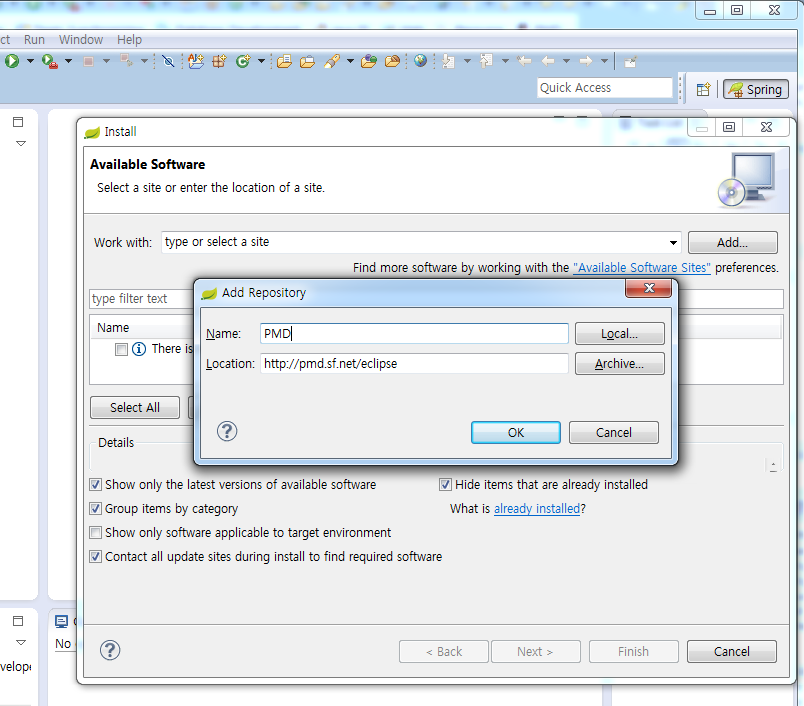 ct Run Window Help
Quick Access
Spring
Install
Available Software
Select a site or enter the location of a site.
Work with: type or select a site Add...
Find more software by working with the "Available Software Sites" preferences.
type filter text
Add Repository
Name
Name: PMD Local...
There is
Location: http://pmd.sf.net/eclipse Archive...
Select All
OK Cancel
Details
Show only the latest versions of available software Hide items that are already installed
Group items by category What is already installed?
Show only software applicable to target environment
Contact all update sites during install to find required software
No
velope
< Back Next > Finish Cancel